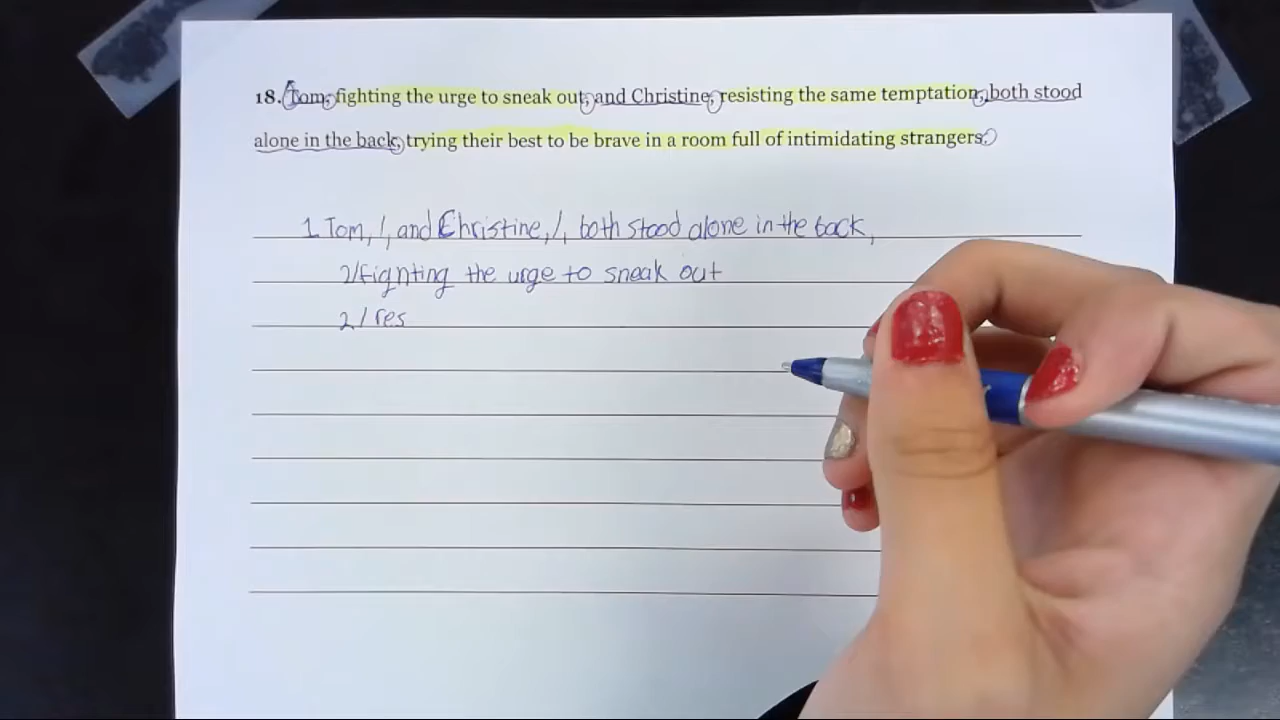 18. Tom, fighting the urge to sneak out, and Christine, resisting the same temptation, both stood
alone in the back, trying their best to be brave in a room full of intimidating strangers.
1 Tom, /, and Christine, /, both stood alone in the back,
2/fighting the urge to sneak out
2/ res